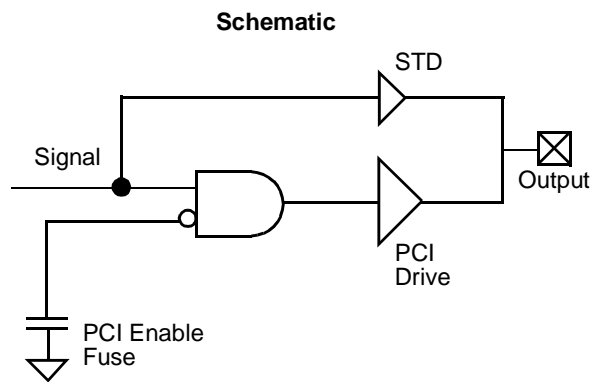 Schematic
STD
Signal
Output
PCI
Drive
PCI Enable
Fuse